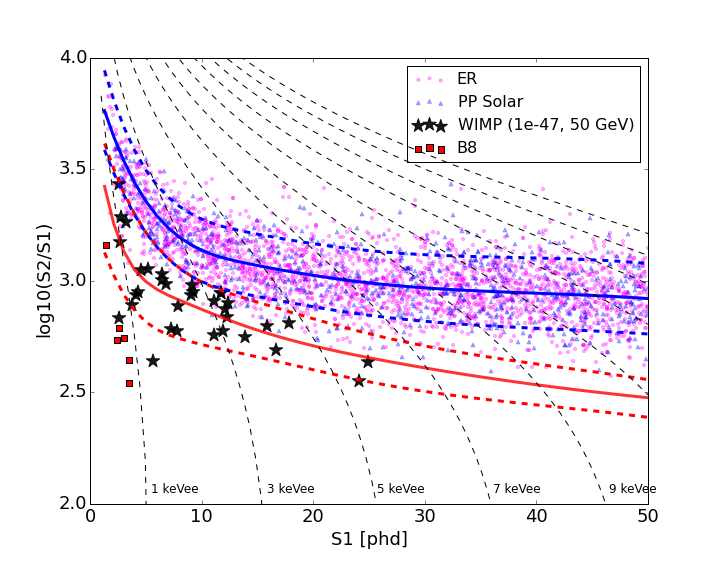 4.0
3.5
3.0
2.5
2.0
log10(S2/S1)
ER
PP Solar
WIMP (1e-47, 50 GeV)
B8
1 keVee
3 keVee
5 keVee
7 keVee
9 keVee
0
10
20
30
40
50
S1 [phd]